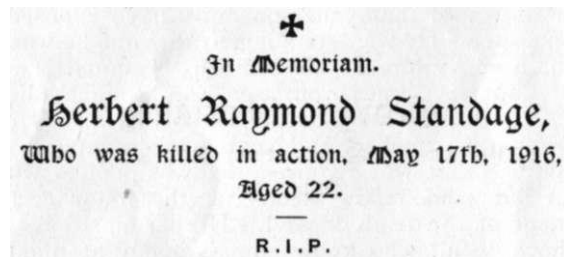 In Memoriam.
Herbert Raymond Standage,
Who was killed in action, May 17th, 1916,
Aged 22.
R.I.P.